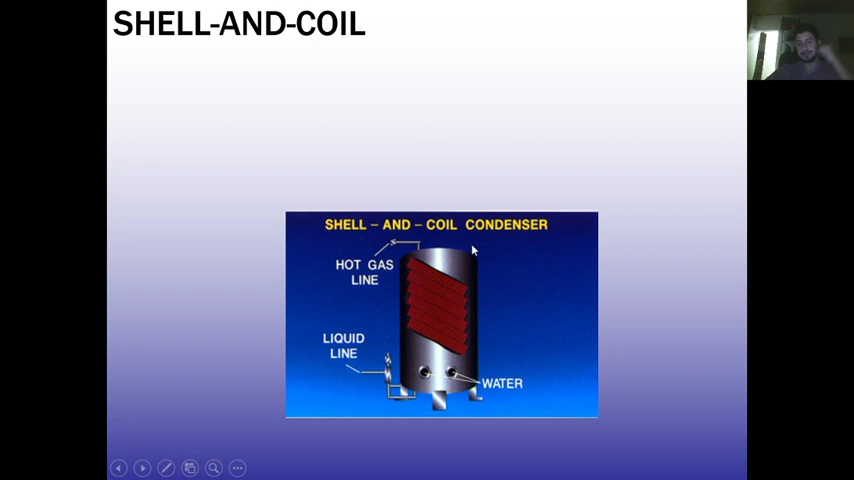 SHELL-AND-COIL
SHELL – AND – COIL CONDENSER
HOT GAS
LINE
LIQUID
LINE
WATER